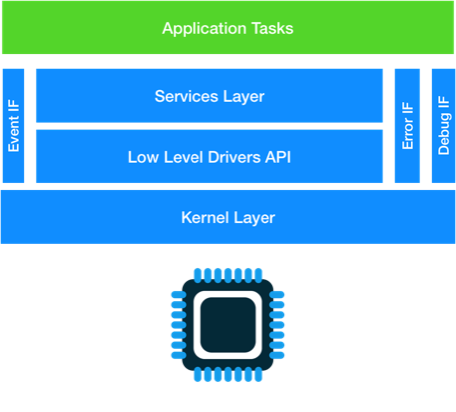 Application Tasks
Event IF
Services Layer
Low Level Drivers API
Error IF
Debug IF
Kernel Layer